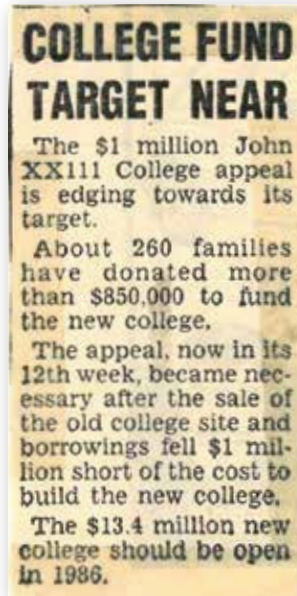 COLLEGE FUND
TARGET NEAR
The $1 million John
XX111 College appeal
is edging towards its
target.
About 260 families
have donated more
than $850,000 to fund
the new college.
The appeal, now in its
12th week, became nec-
essary after the sale of
the old college site and
borrowings fell $1 mil-
lion short of the cost to
build the new college.
The $13.4 million new
college should be open
in 1986.